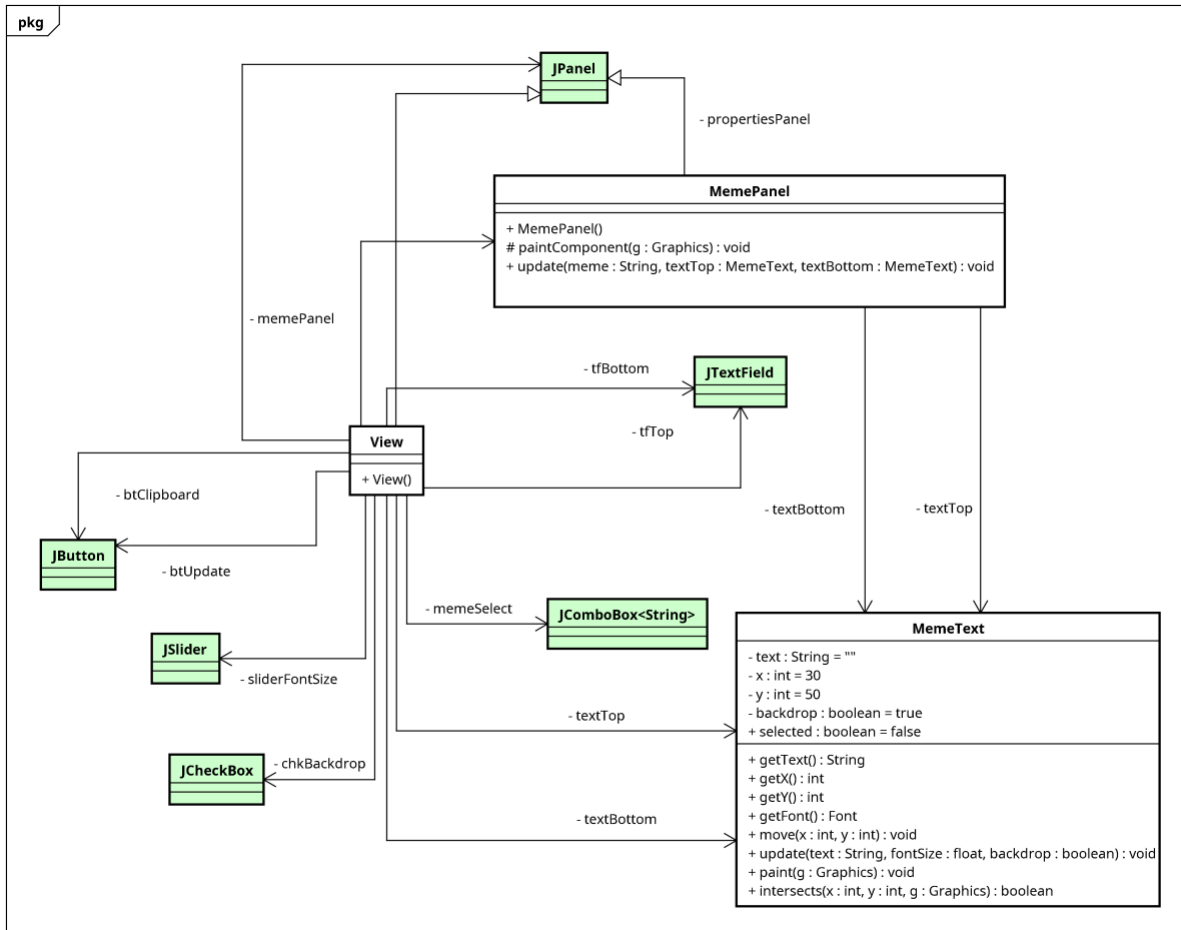 pkg
JPanel
- propertiesPanel
MemePanel
+ MemePanel()
# paintComponent(g : Graphics) : void
+ update(meme : String, textTop : MemeText, textBottom : MemeText) : void
- memePanel
- tfBottom
JTextField
- tfTop
View
+ View()
- btClipboard
- textBottom
- textTop
JButton
- btUpdate
- memeSelect
JComboBox<String>
JSlider
- sliderFontSize
- textTop
- chkBackdrop
JCheckBox
- textBottom
MemeText
- text : String = ""
- x : int = 30
- y : int = 50
- backdrop : boolean = true
+ selected : boolean = false
+ getText() : String
+ getX() : int
+ getY() : int
+ getFont() : Font
+ move(x : int, y : int) : void
+ update(text : String, fontSize : float, backdrop : boolean) : void
+ paint(g : Graphics) : void
+ intersects(x : int, y : int, g : Graphics) : boolean